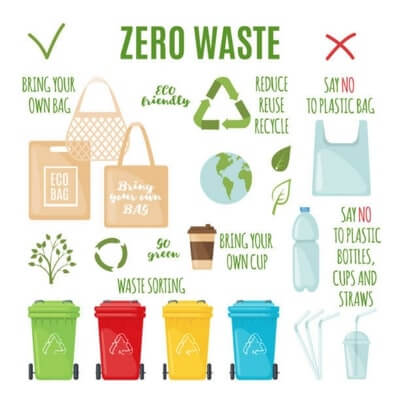 ZERO WASTE
BRING YOUR
OWN BAG
ECO
friendly
REDUCE
REUSE
RECYCLE
SAY NO
TO PLASTIC BAG
ECO
BAG
Bring
your own
BAG
GO
green
BRING YOUR
OWN CUP
SAY NO
TO PLASTIC
BOTTLES,
CUPS AND
STRAWS
WASTE SORTING